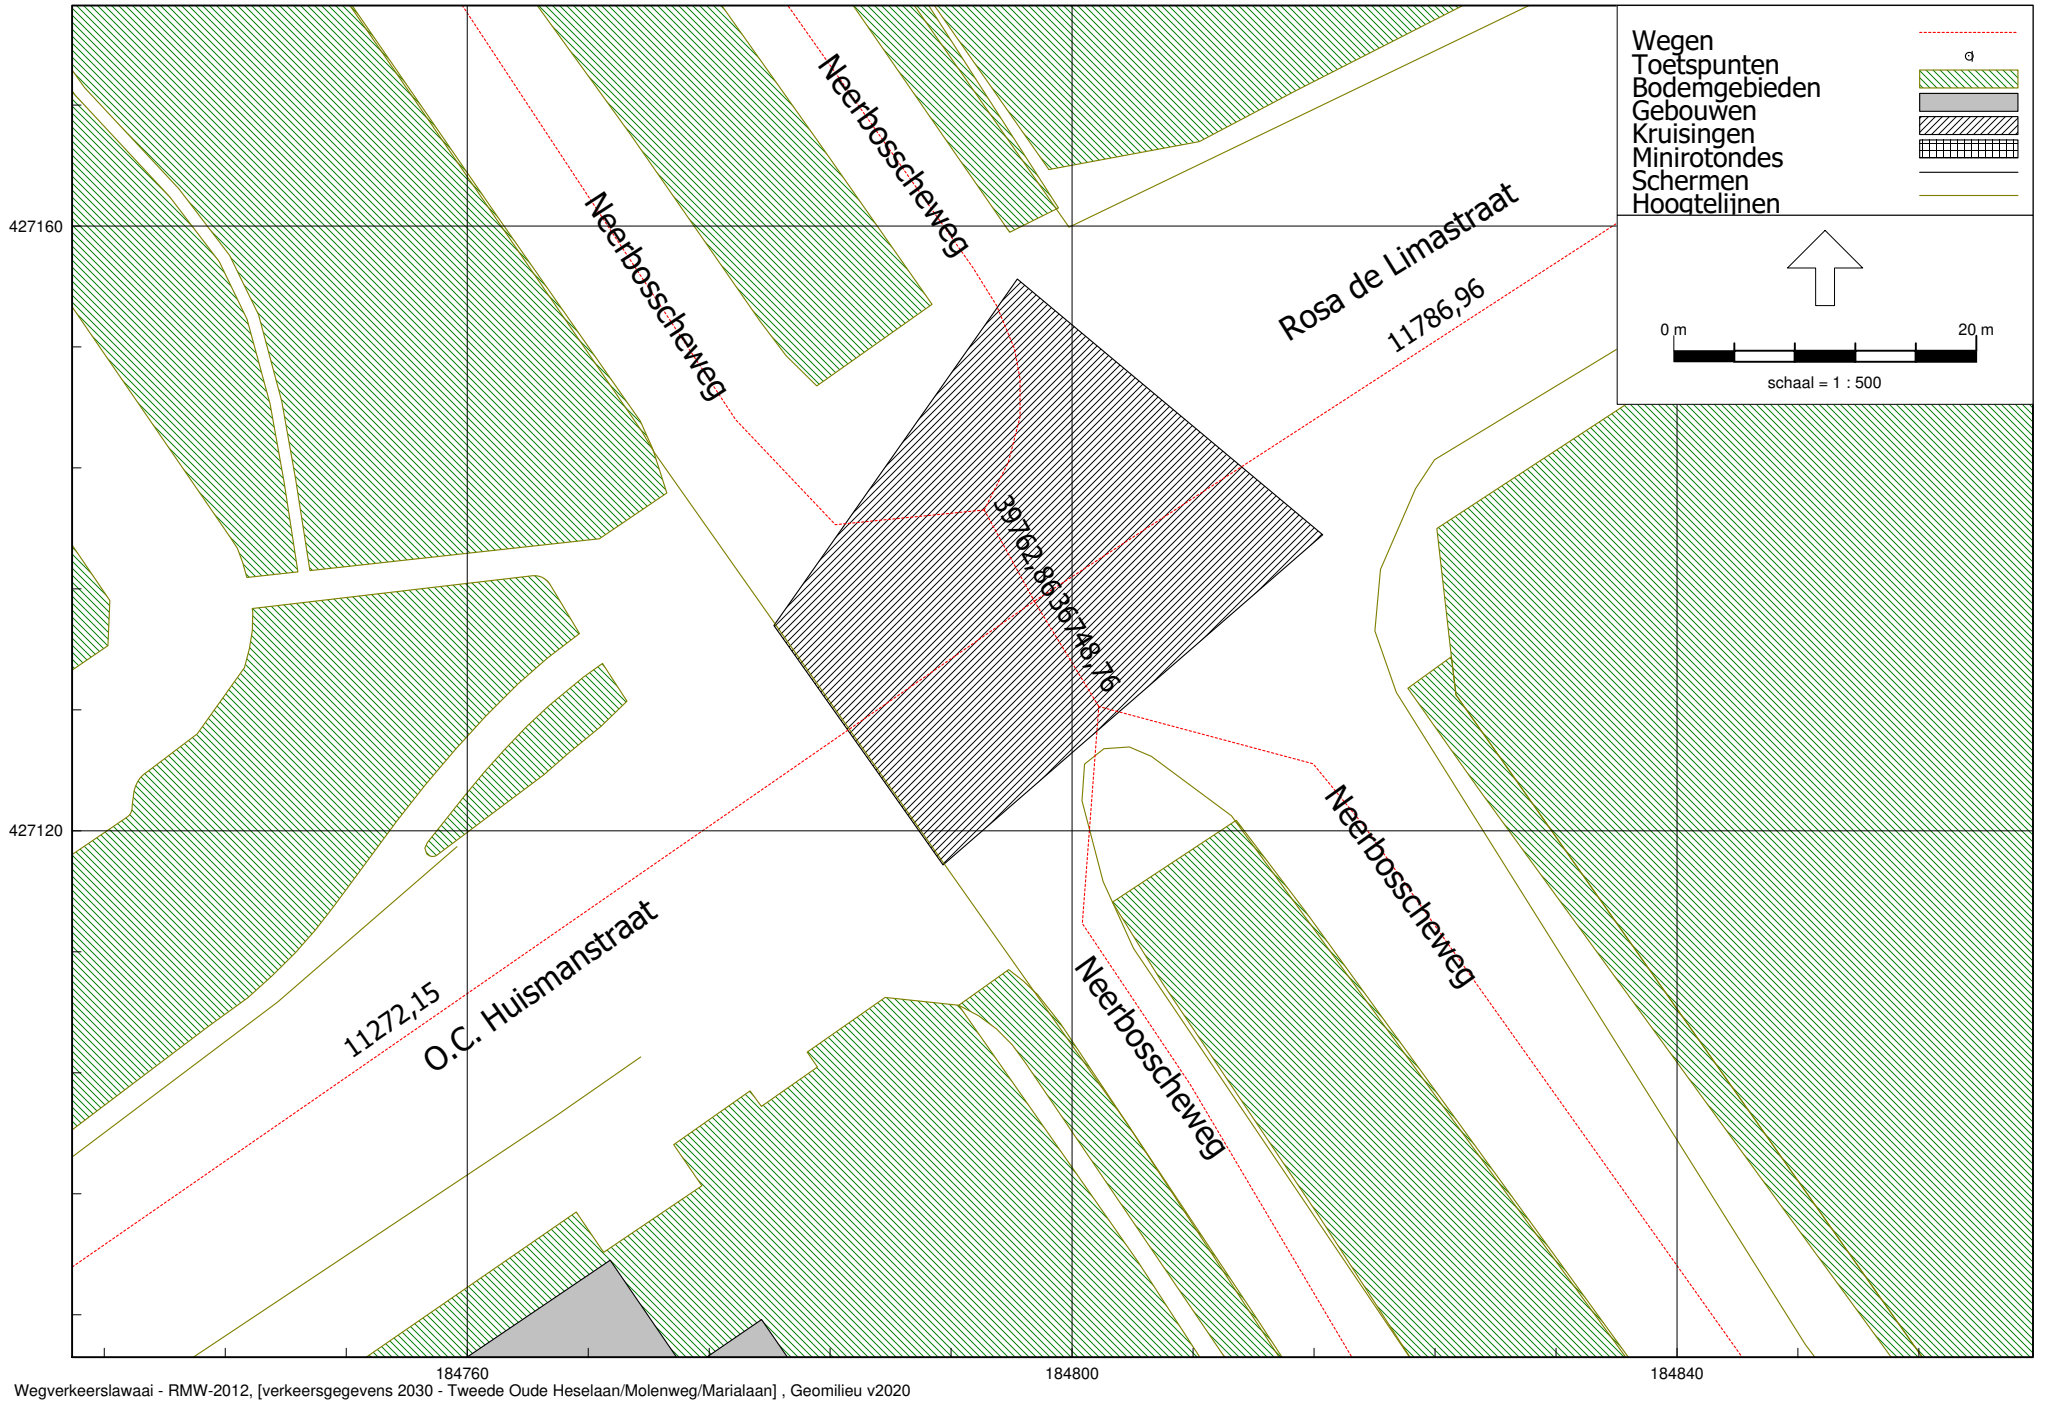 Wegen
Toetspunten
Bodemgebieden
Gebouwen
Kruisingen
Minirotondes
Schermen
Hoogtelijnen
0 m
20 m
schaal = 1 : 500
427160
427120
Neerbosscheweg
Neerbosscheweg
Rosa de Limastraat
11786,96
39762,86
36748,76
Neerbosscheweg
Neerbosscheweg
11272,15
O.C. Huismanstraat
184760
184800
184840
Wegverkeerslawaai - RMW-2012, [verkeersgegevens 2030 - Tweede Oude Heselaan/Molenweg/Marialaan] , Geomilieu v2020